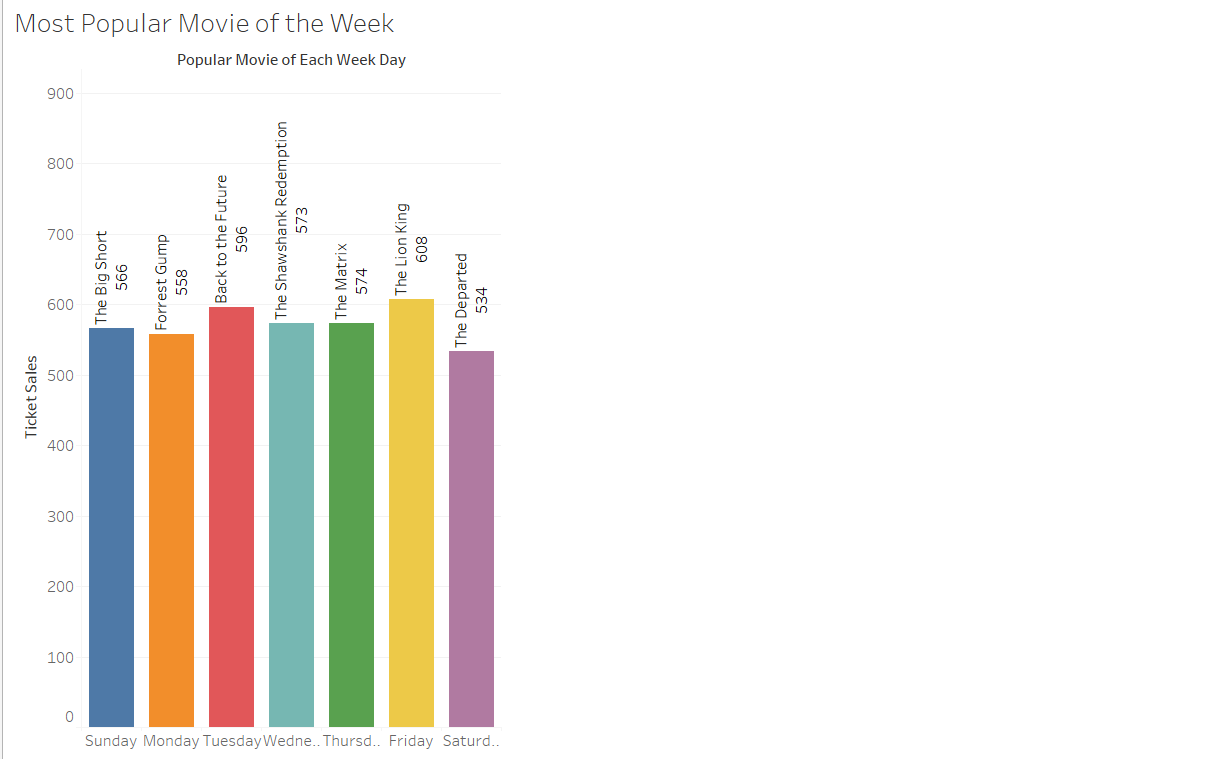 Most Popular Movie of the Week
Popular Movie of Each Week Day
Ticket Sales
900
800
700
600
500
400
300
200
100
0
The Big Short
566
Forrest Gump
558
Back to the Future
596
The Shawshank Redemption
573
The Matrix
574
The Lion King
608
The Departed
534
Sunday Monday Tuesday Wedne.. Thursd.. Friday Saturd..